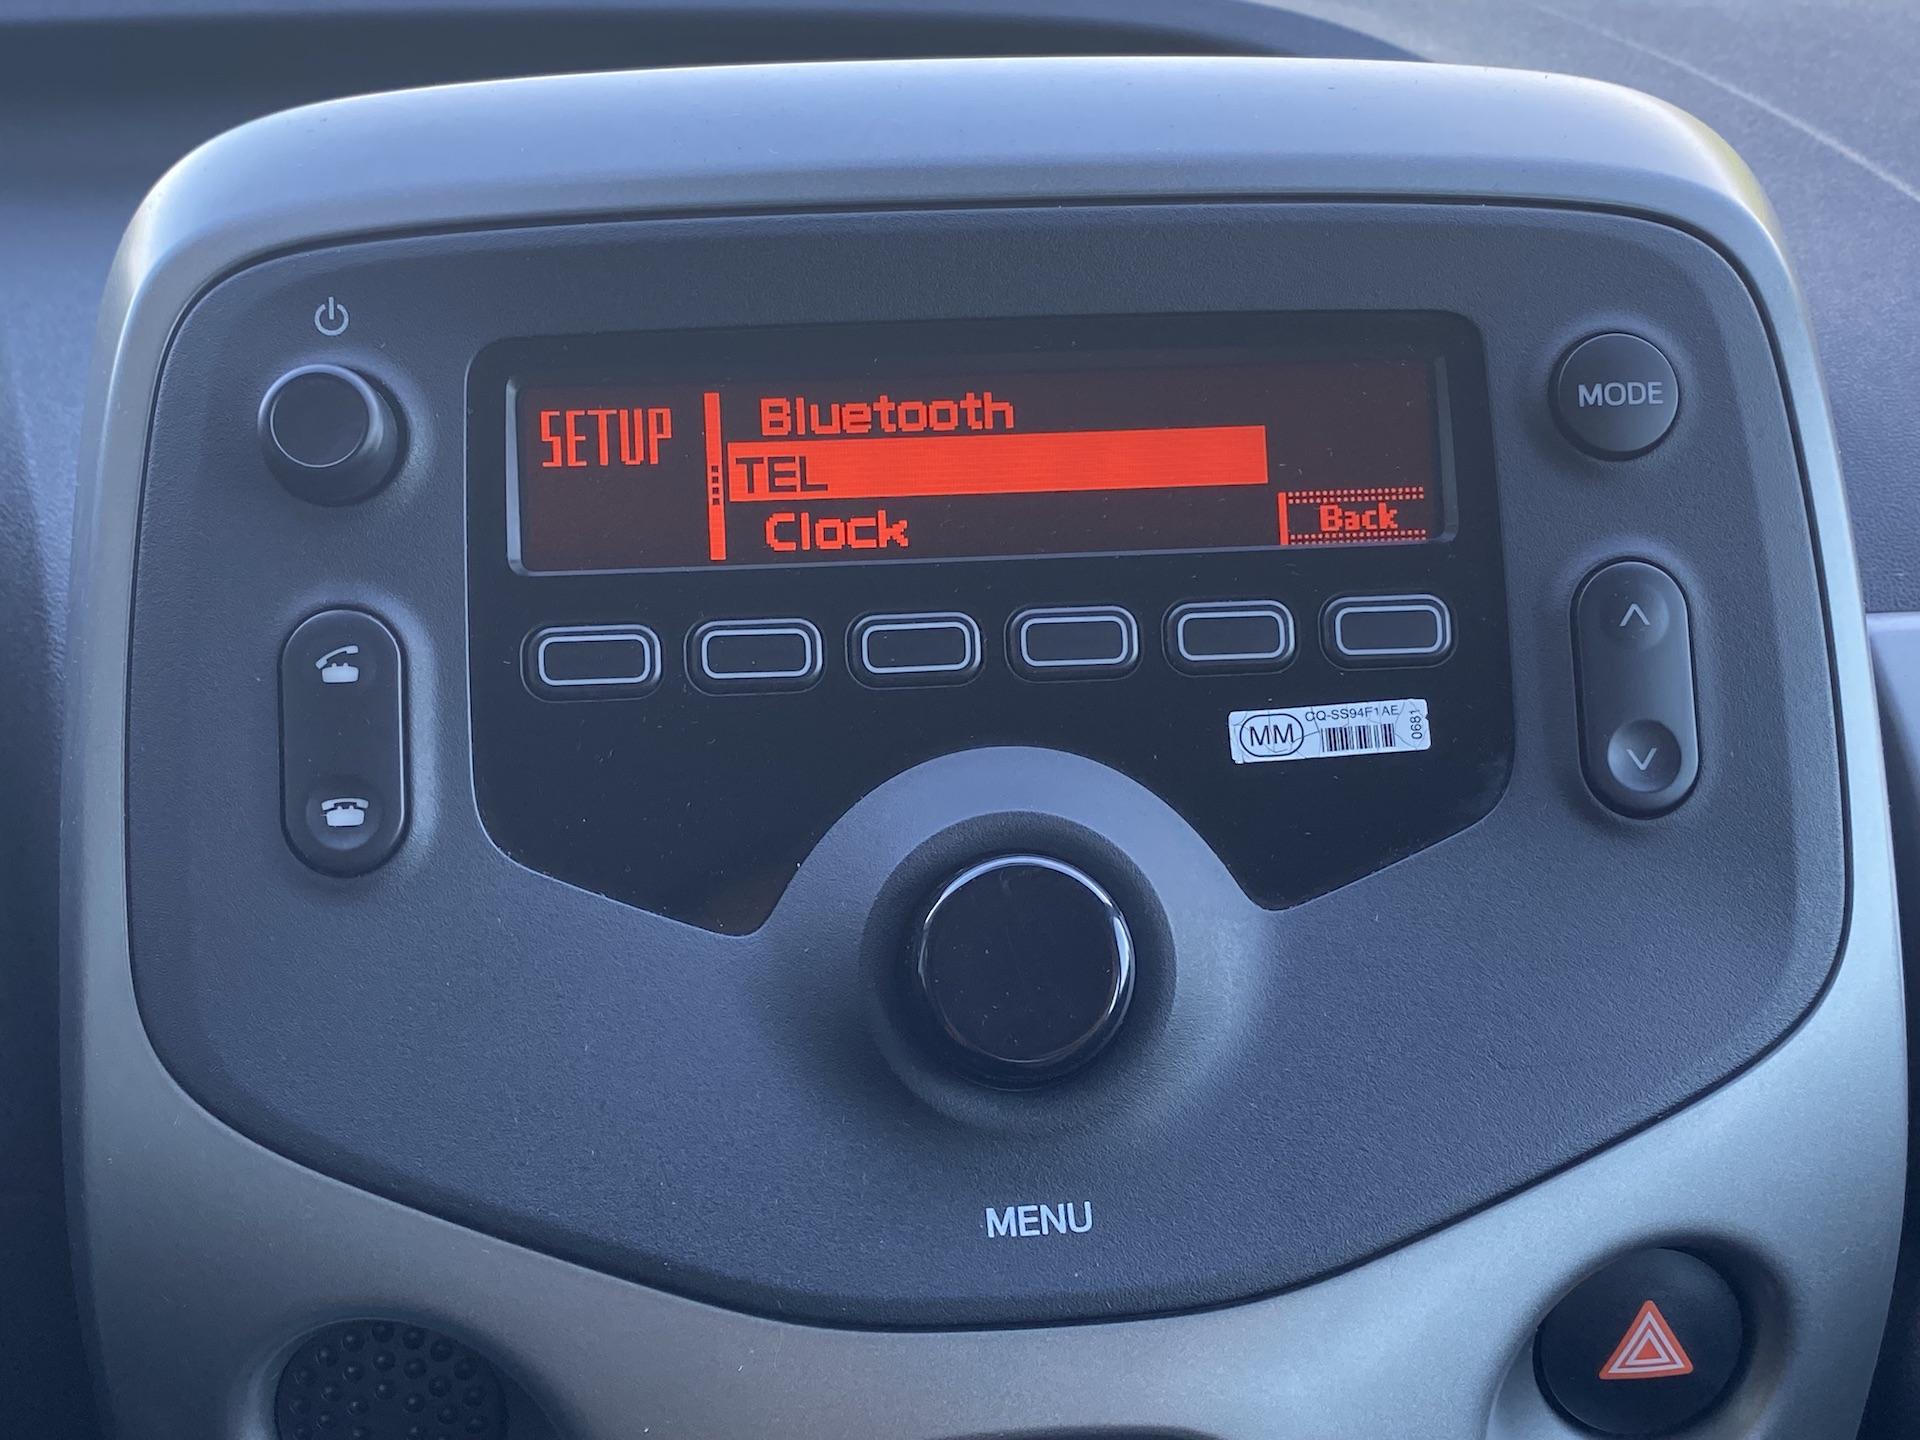 SETUP
Bluetooth
TEL
Clock
Back
MODE
MM
CQ-SS94F1AE
0681
MENU